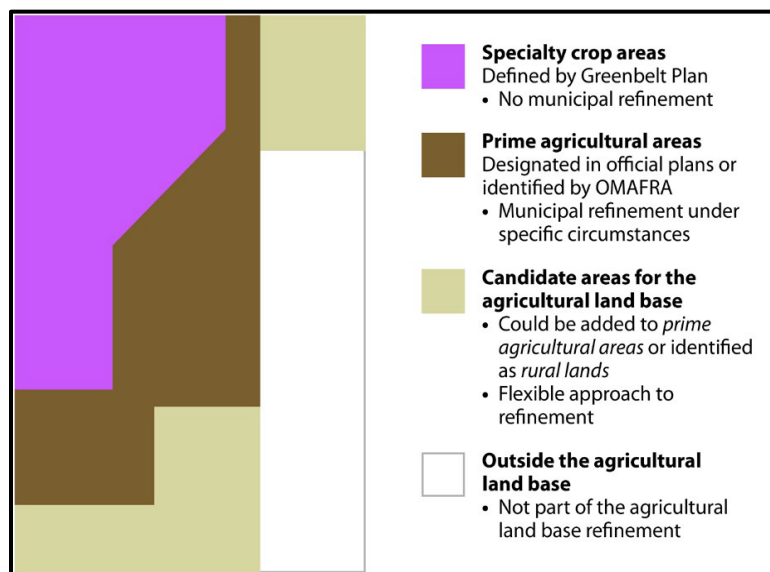 Specialty crop areas
Defined by Greenbelt Plan
• No municipal refinement
Prime agricultural areas
Designated in official plans or
identified by OMAFRA
• Municipal refinement under
specific circumstances
Candidate areas for the
agricultural land base
• Could be added to prime
agricultural areas or identified
as rural lands
• Flexible approach to
refinement
Outside the agricultural
land base
• Not part of the agricultural
land base refinement